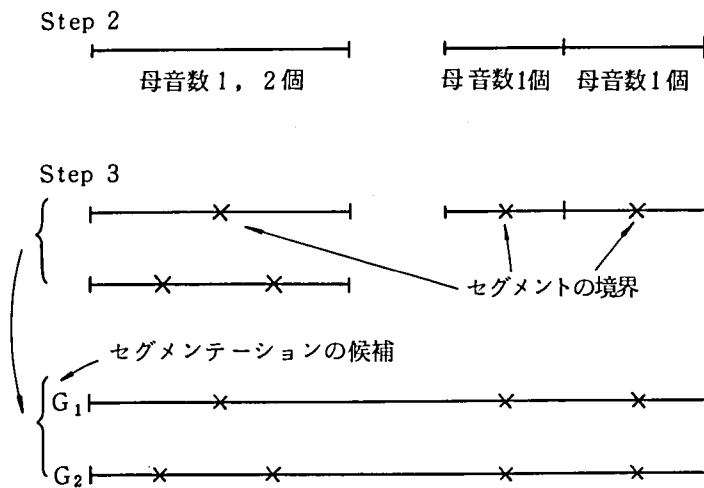 Step 2
母音数1，2個
母音数1個
母音数1個
Step 3
セグメントの境界
セグメンテーションの候補
G₁
G₂